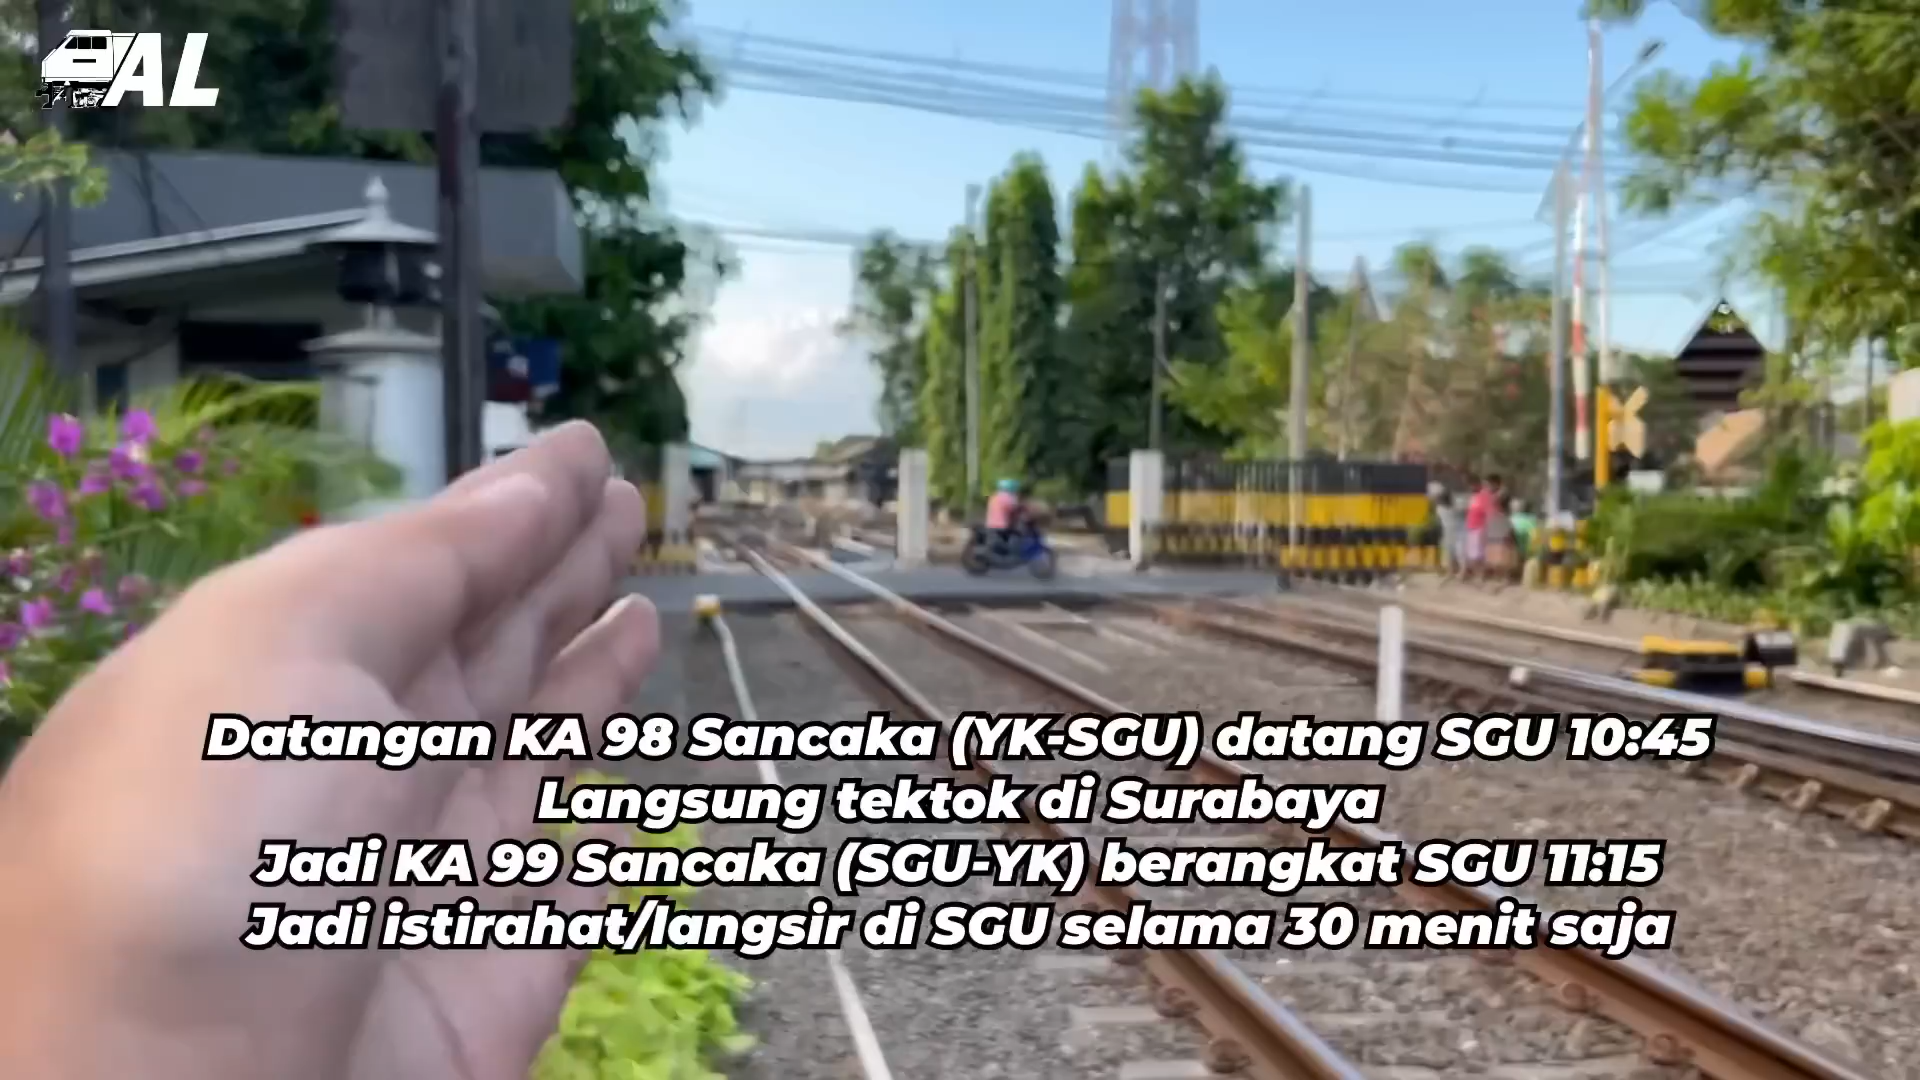 AL
Datangan KA 98 Sancaka (YK-SGU) datang SGU 10:45
Langsung tektok di Surabaya
Jadi KA 99 Sancaka (SGU-YK) berangkat SGU 11:15
Jadi istirahat/langsir di SGU selama 30 menit saja